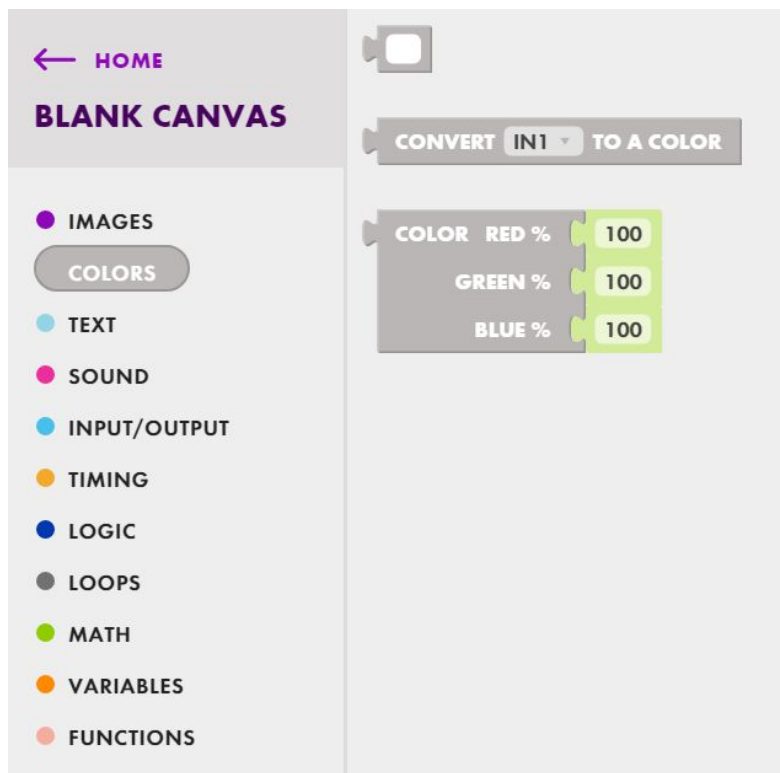 HOME
BLANK CANVAS
IMAGES
COLORS
TEXT
SOUND
INPUT/OUTPUT
TIMING
LOGIC
LOOPS
MATH
VARIABLES
FUNCTIONS
CONVERT IN1 TO A COLOR
COLOR RED % 100
GREEN % 100
BLUE % 100